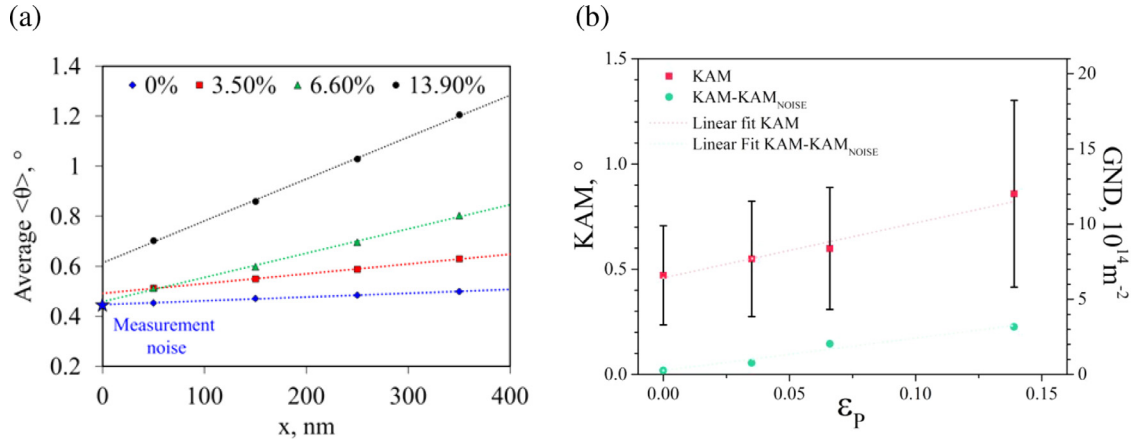 (a)
1.4
1.2
1
0.8
0.6
0.4
0.2
Average <θ>, °
0% 3.50% 6.60% 13.90%
Measurement
noise
0 100 200 300 400
x, nm
(b)
1.5
1.0
0.5
0.0
KAM, °
KAM
KAM-KAM_NOISE
Linear fit KAM
Linear Fit KAM-KAM_NOISE
20
15
10
5
0
GND, 10^14 m^-2
0.00 0.05 0.10 0.15
ε_P